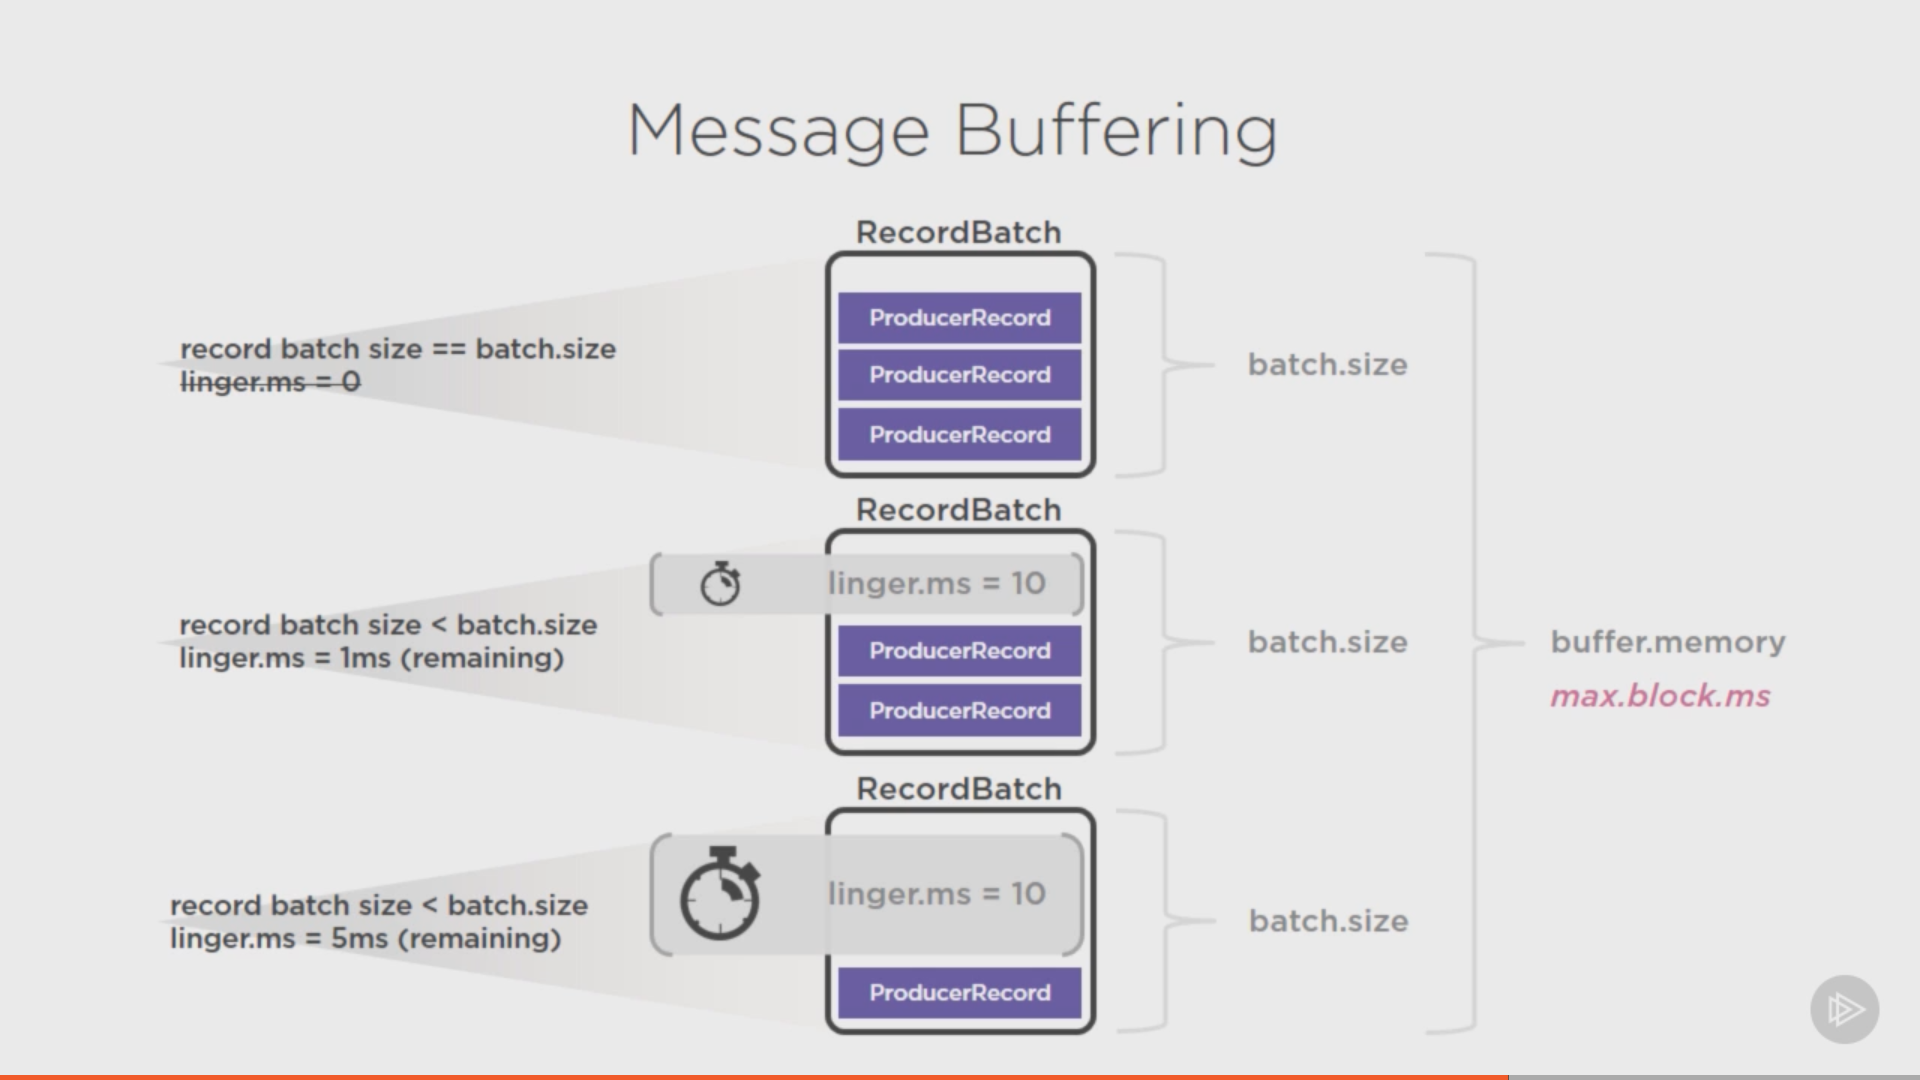 Message Buffering
RecordBatch
ProducerRecord
ProducerRecord
ProducerRecord
record batch size == batch.size
linger.ms = 0
batch.size
RecordBatch
linger.ms = 10
ProducerRecord
ProducerRecord
record batch size < batch.size
linger.ms = 1ms (remaining)
batch.size
buffer.memory
max.block.ms
RecordBatch
linger.ms = 10
ProducerRecord
record batch size < batch.size
linger.ms = 5ms (remaining)
batch.size